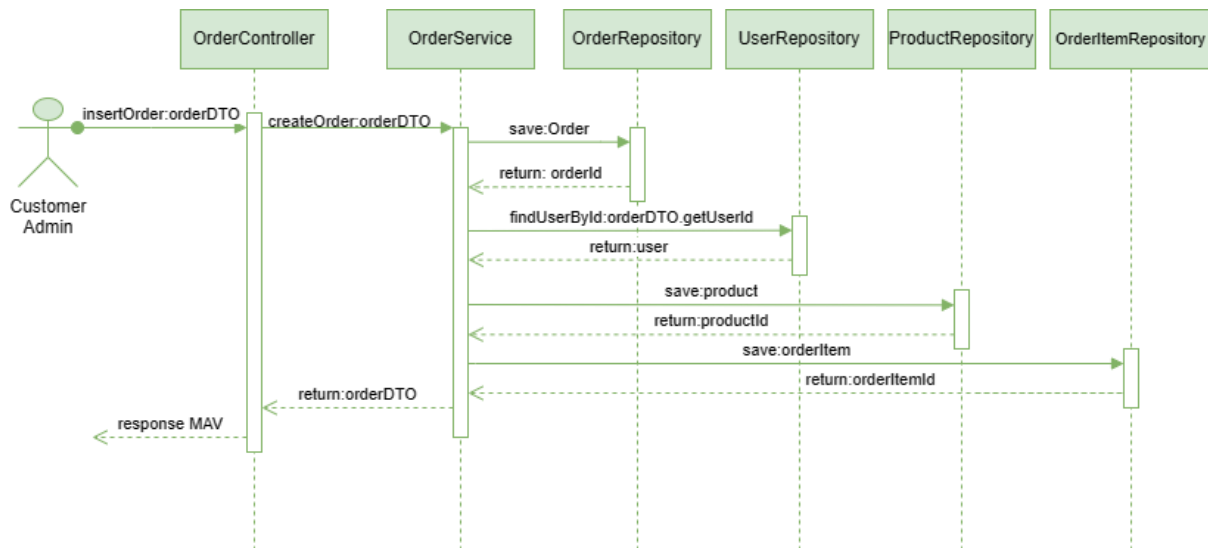 OrderController
OrderService
OrderRepository
UserRepository
ProductRepository
OrderItemRepository
insertOrder:orderDTO
createOrder:orderDTO
save:Order
return: orderId
Customer
Admin
findUserById:orderDTO.getUserId
return:user
save:product
return:productId
save:orderItem
return:orderItemId
return:orderDTO
response MAV